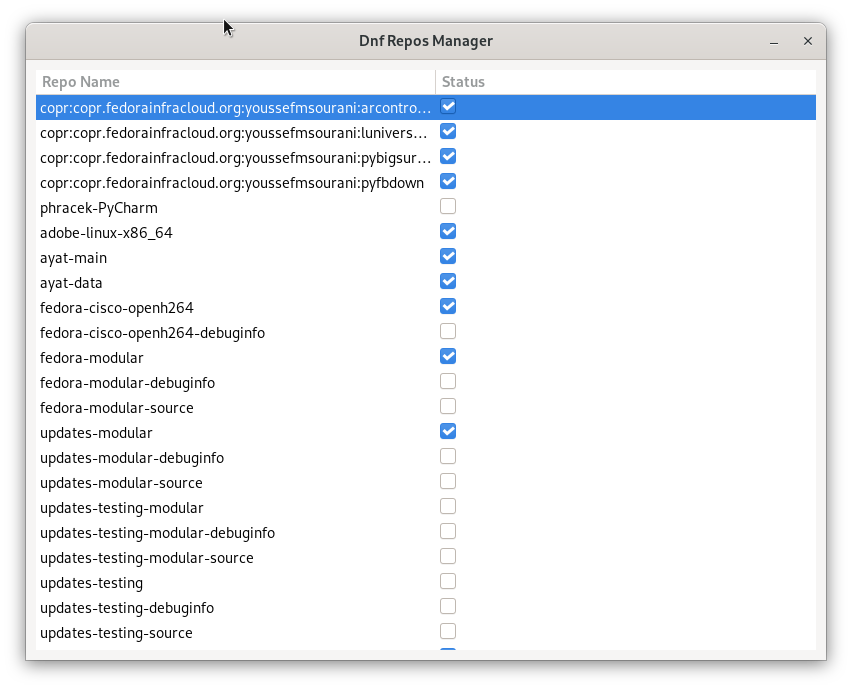 Dnf Repos Manager
Repo Name Status
copr:copr.fedorainfracloud.org:youssefmsourani:arcontro…
copr:copr.fedorainfracloud.org:youssefmsourani:lunivers…
copr:copr.fedorainfracloud.org:youssefmsourani:pybigsur…
copr:copr.fedorainfracloud.org:youssefmsourani:pyfbdown
phracek-PyCharm
adobe-linux-x86_64
ayat-main
ayat-data
fedora-cisco-openh264
fedora-cisco-openh264-debuginfo
fedora-modular
fedora-modular-debuginfo
fedora-modular-source
updates-modular
updates-modular-debuginfo
updates-modular-source
updates-testing-modular
updates-testing-modular-debuginfo
updates-testing-modular-source
updates-testing
updates-testing-debuginfo
updates-testing-source